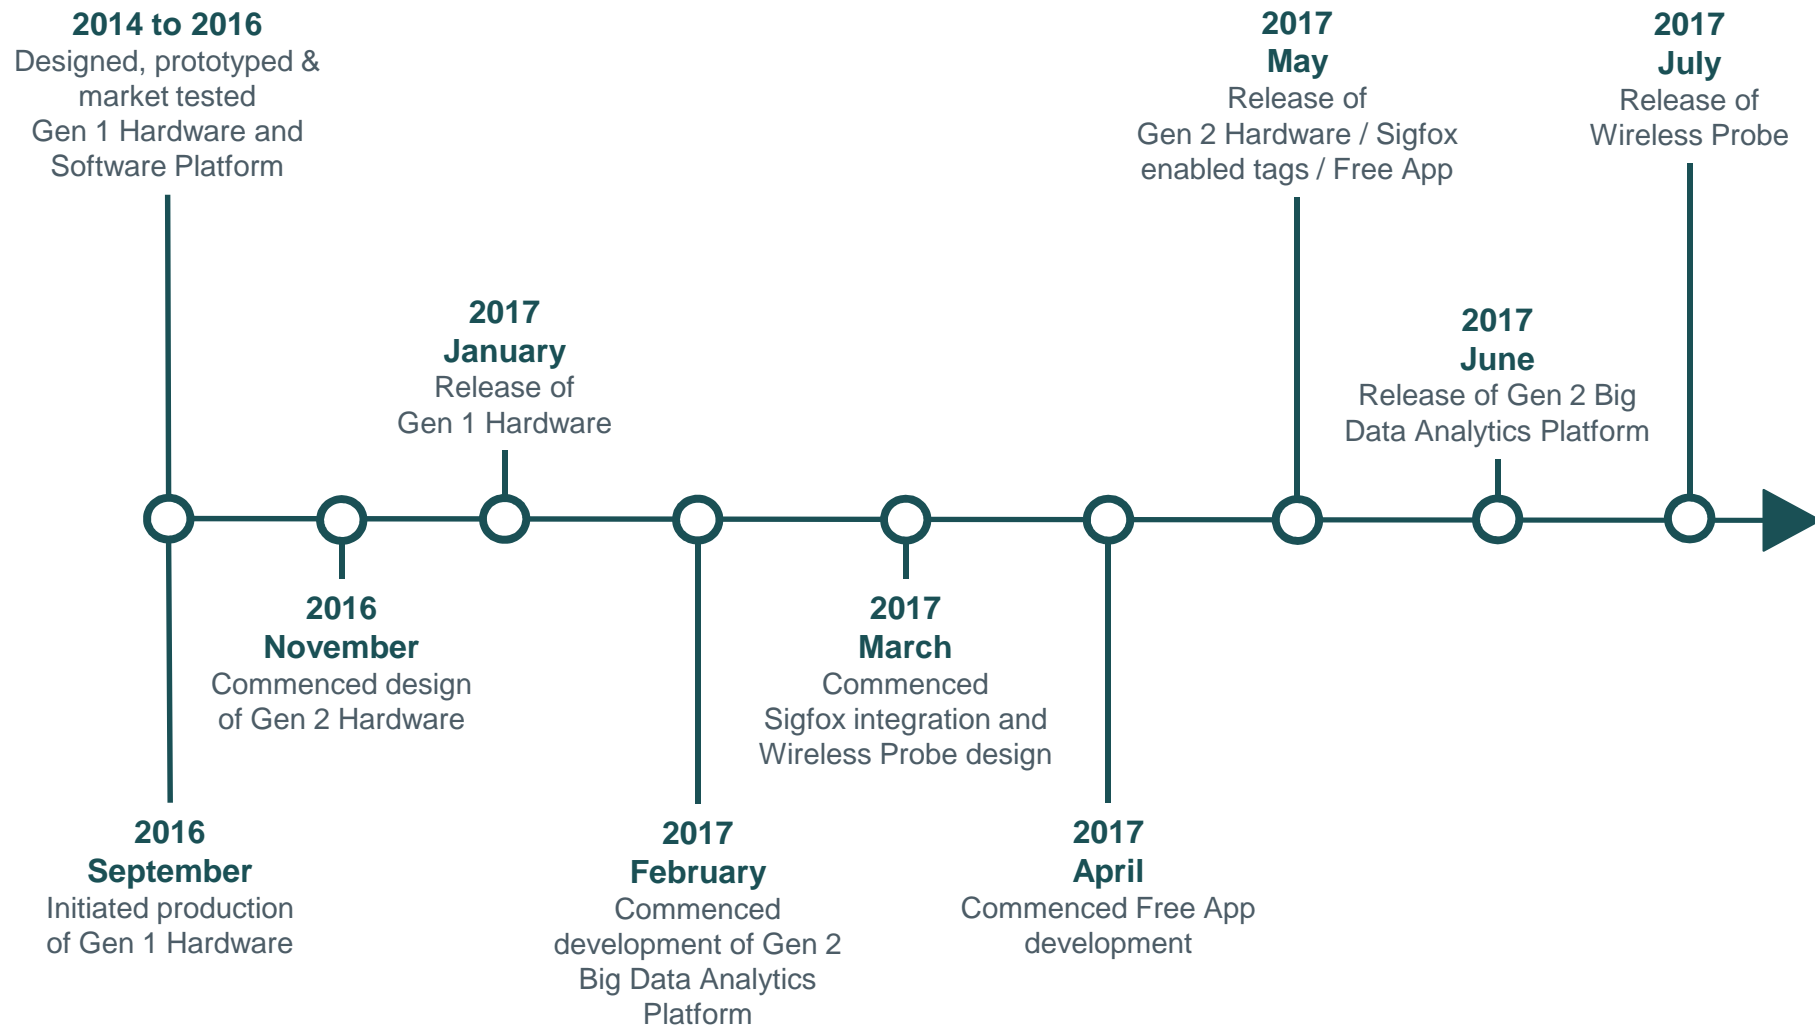 2014 to 2016
Designed, prototyped &
market tested
Gen 1 Hardware and
Software Platform
2016
September
Initiated production
of Gen 1 Hardware
2016
November
Commenced design
of Gen 2 Hardware
2017
January
Release of
Gen 1 Hardware
2017
February
Commenced
development of Gen 2
Big Data Analytics
Platform
2017
March
Commenced
Sigfox integration and
Wireless Probe design
2017
April
Commenced Free App
development
2017
May
Release of
Gen 2 Hardware / Sigfox
enabled tags / Free App
2017
June
Release of Gen 2 Big
Data Analytics Platform
2017
July
Release of
Wireless Probe